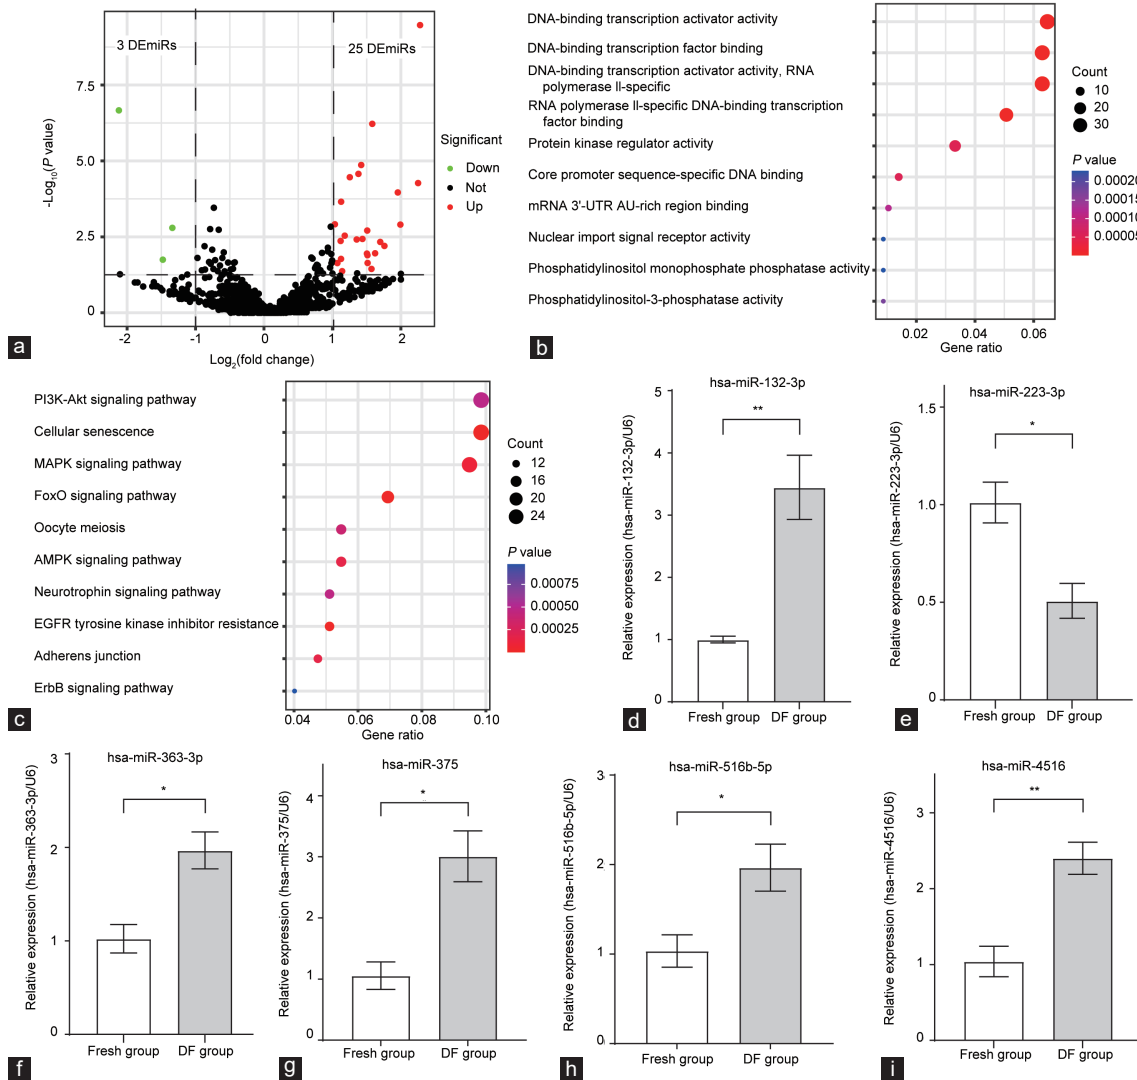 3 DEmiRs
25 DEmiRs
7.5
5.0
2.5
0
-Log10(P value)
-2
-1
0
1
2
Log2(fold change)
Significant
Down
Not
Up
a
DNA-binding transcription activator activity
DNA-binding transcription factor binding
DNA-binding transcription activator activity, RNA
polymerase II-specific
RNA polymerase II-specific DNA-binding transcription
factor binding
Protein kinase regulator activity
Core promoter sequence-specific DNA binding
mRNA 3'-UTR AU-rich region binding
Nuclear import signal receptor activity
Phosphatidylinositol monophosphate phosphatase activity
Phosphatidylinositol-3-phosphatase activity
0.02
0.04
0.06
Gene ratio
Count
10
20
30
P value
0.00020
0.00015
0.00010
0.00005
b
PI3K-Akt signaling pathway
Cellular senescence
MAPK signaling pathway
FoxO signaling pathway
Oocyte meiosis
AMPK signaling pathway
Neurotrophin signaling pathway
EGFR tyrosine kinase inhibitor resistance
Adherens junction
ErbB signaling pathway
0.04
0.06
0.08
0.10
Gene ratio
Count
12
16
20
24
P value
0.00075
0.00050
0.00025
c
hsa-miR-132-3p
**
Relative expression (hsa-miR-132-3p/U6)
5
4
3
2
1
0
Fresh group
DF group
d
hsa-miR-223-3p
*
Relative expression (hsa-miR-223-3p/U6)
1.5
1.0
0.5
0
Fresh group
DF group
e
hsa-miR-363-3p
*
Relative expression (hsa-miR-363-3p/U6)
3
2
1
0
Fresh group
DF group
f
hsa-miR-375
*
Relative expression (hsa-miR-375/U6)
4
3
2
1
0
Fresh group
DF group
g
hsa-miR-516b-5p
*
Relative expression (hsa-miR-516b-5p/U6)
3
2
1
0
Fresh group
DF group
h
hsa-miR-4516
**
Relative expression (hsa-miR-4516/U6)
3
2
1
0
Fresh group
DF group
i